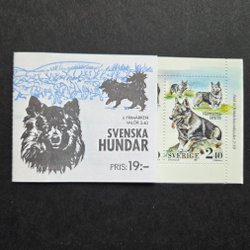 6 FRIMÄRKEN
VALÖR 2.40
SVENSKA
HUNDAR
PRIS: 19:-
SVERIGE 2.40